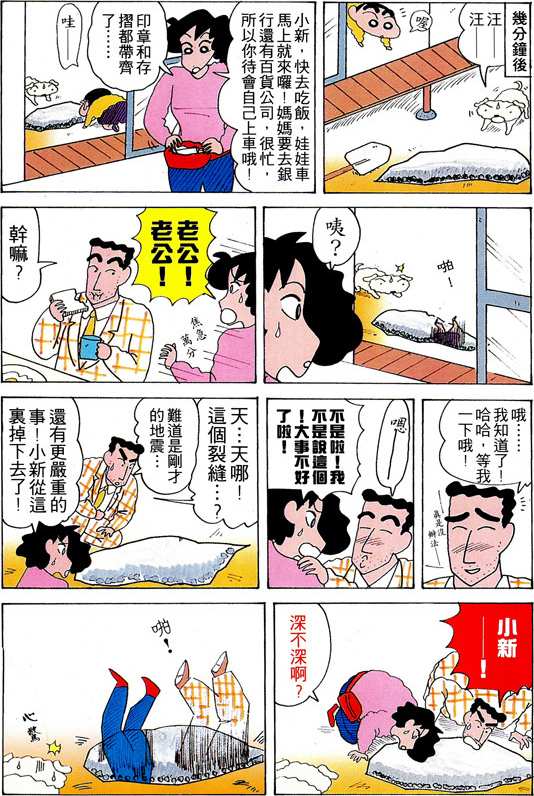 幾分鐘後
汪——
汪——
喔——
小新，快去吃飯，娃娃車
馬上就來囉！媽媽要去銀
行還有百貨公司，很忙，
所以你待會自己上車哦！
印章和存
摺都帶齊
了……
哇——
啪！
咦？
老公！
老公！
焦急
萬分
幹嘛？
哦……
我知道了！
哈哈，等我
一下哦！
——真是沒
辦法——
嗯——
不是啦！我
不是說這個
！大事不好
了啦！
天…天哪！
這個裂縫…？
難道是剛才
的地震…
還有更嚴重的
事！小新從這
裏掉下去了！
小新
——！
深不深啊？
啪！
心驚